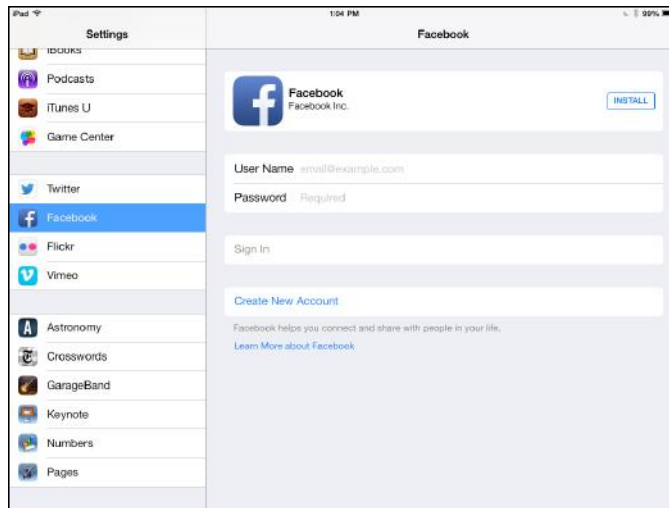 iPad 1:04 PM 99%
Settings
Facebook
iBooks
Podcasts
iTunes U
Game Center
Twitter
Facebook
Flickr
Vimeo
Astronomy
Crosswords
GarageBand
Keynote
Numbers
Pages
Facebook
Facebook Inc.
INSTALL
User Name email@example.com
Password Required
Sign In
Create New Account
Facebook helps you connect and share with people in your life.
Learn More about Facebook